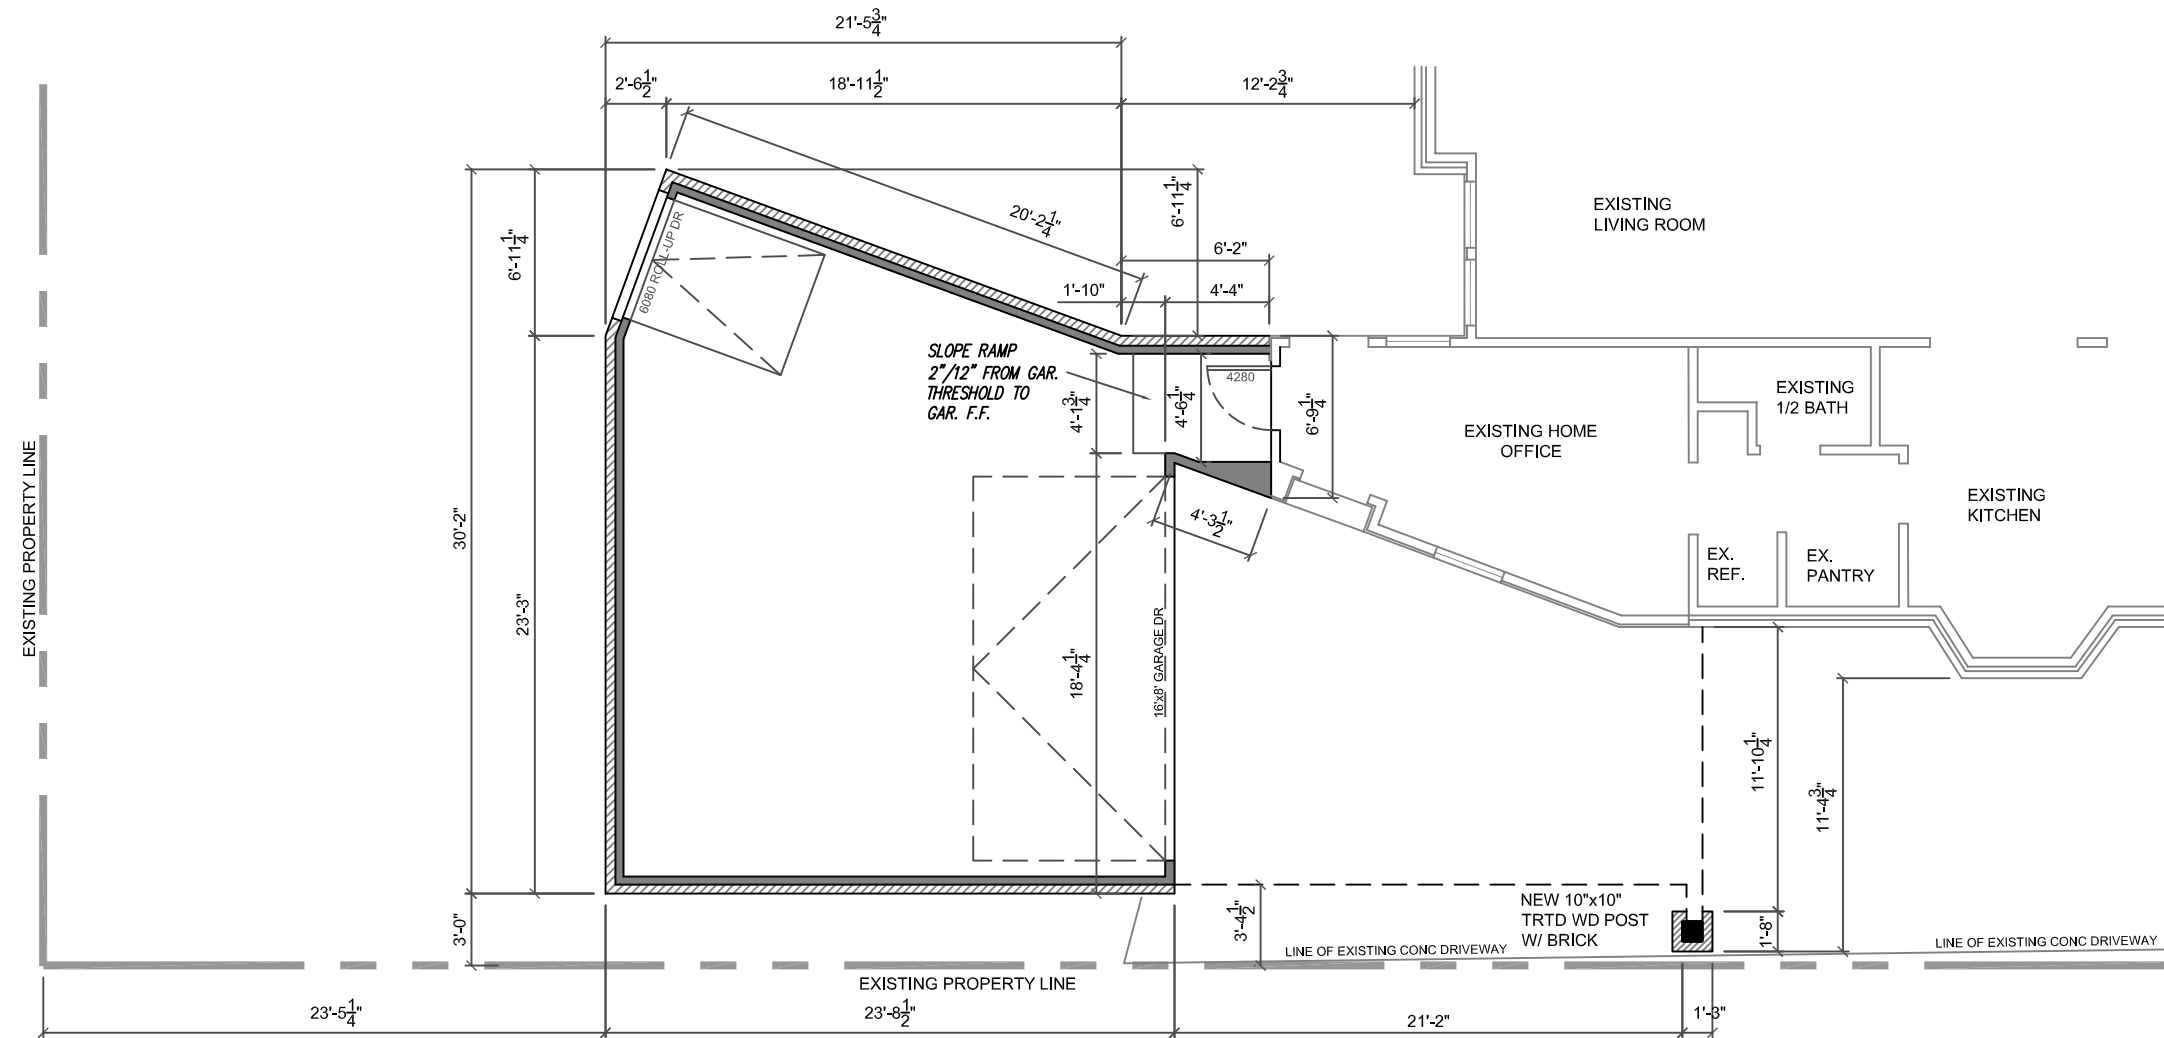 21'-5 3/4"
2'-6 1/2"
18'-11 1/2"
12'-2 3/4"
20'-2 1/4"
6'-11 1/4"
6'-11 1/4"
6'-2"
1'-10"
4'-4"
6080 ROLL-UP DR
EXISTING
LIVING ROOM
SLOPE RAMP
2"/12" FROM GAR.
THRESHOLD TO
GAR. F.F.
4'-1 3/4"
4'-6 1/4"
4280
6'-9 1/4"
EXISTING HOME
OFFICE
EXISTING
1/2 BATH
EXISTING
KITCHEN
EX.
REF.
EX.
PANTRY
EXISTING PROPERTY LINE
30'-2"
23'-3"
4'-3 1/2"
18'-4 1/4"
16'x8' GARAGE DR
11'-10 1/4"
11'-4 3/4"
3'-0"
3'-4 1/2"
NEW 10"x10"
TRTD WD POST
W/ BRICK
1'-8"
LINE OF EXISTING CONC DRIVEWAY
LINE OF EXISTING CONC DRIVEWAY
EXISTING PROPERTY LINE
23'-5 1/4"
23'-8 1/2"
21'-2"
1'-3"